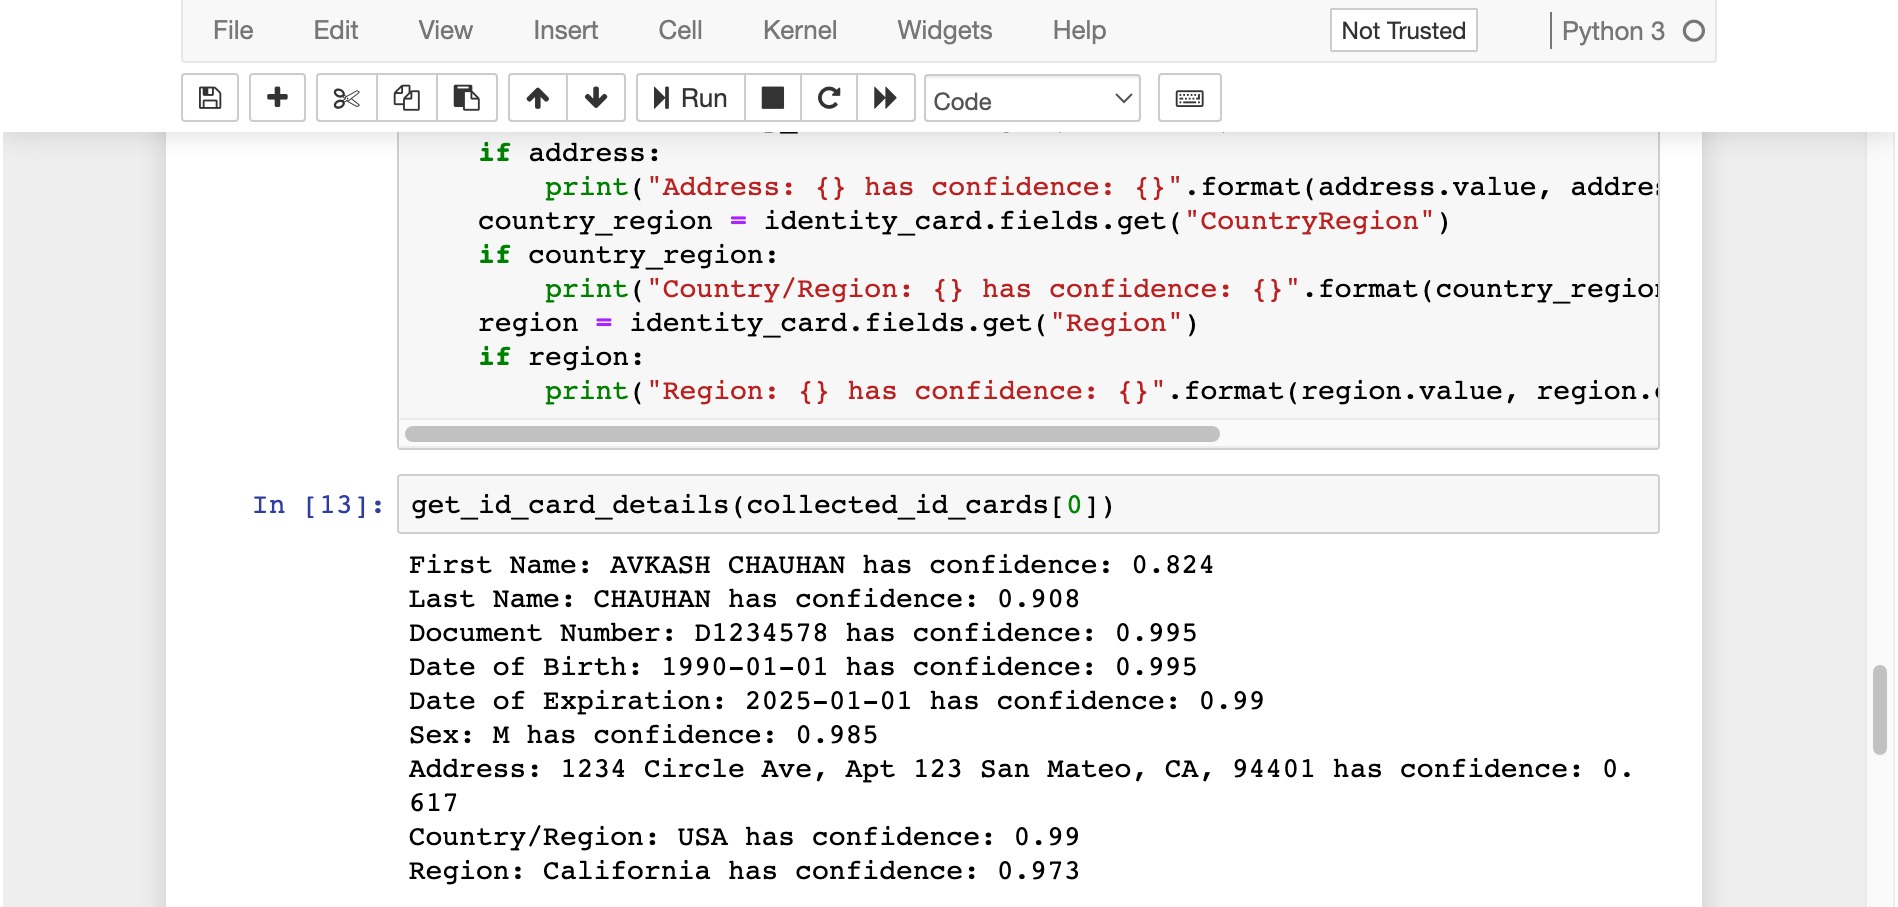 File Edit View Insert Cell Kernel Widgets Help Not Trusted Python 3
Run Code
if address:
print("Address: {} has confidence: {}".format(address.value, addre
country_region = identity_card.fields.get("CountryRegion")
if country_region:
print("Country/Region: {} has confidence: {}".format(country_region
region = identity_card.fields.get("Region")
if region:
print("Region: {} has confidence: {}".format(region.value, region.
In [13]: get_id_card_details(collected_id_cards[0])
First Name: AVKASH CHAUHAN has confidence: 0.824
Last Name: CHAUHAN has confidence: 0.908
Document Number: D1234578 has confidence: 0.995
Date of Birth: 1990-01-01 has confidence: 0.995
Date of Expiration: 2025-01-01 has confidence: 0.99
Sex: M has confidence: 0.985
Address: 1234 Circle Ave, Apt 123 San Mateo, CA, 94401 has confidence: 0.
617
Country/Region: USA has confidence: 0.99
Region: California has confidence: 0.973